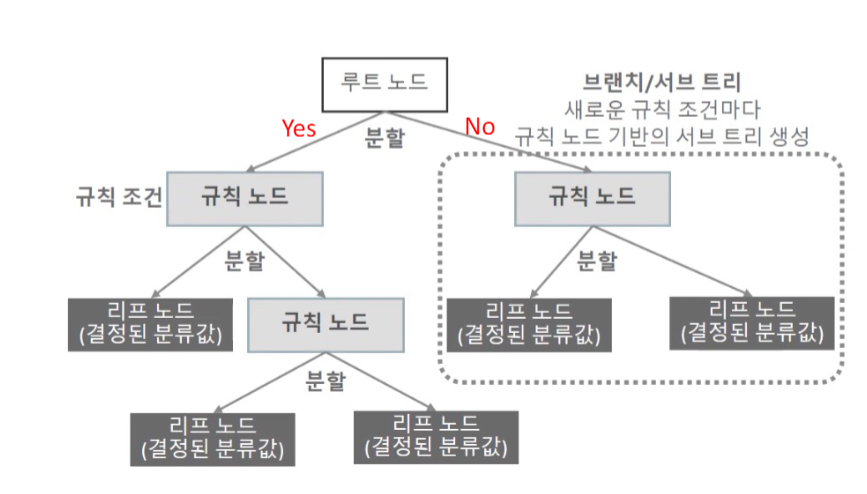 루트 노드
브랜치/서브 트리
새로운 규칙 조건마다
규칙 노드 기반의 서브 트리 생성
Yes
분할
No
규칙 조건
규칙 노드
규칙 노드
분할
분할
리프 노드
(결정된 분류값)
규칙 노드
리프 노드
(결정된 분류값)
리프 노드
(결정된 분류값)
분할
리프 노드
(결정된 분류값)
리프 노드
(결정된 분류값)